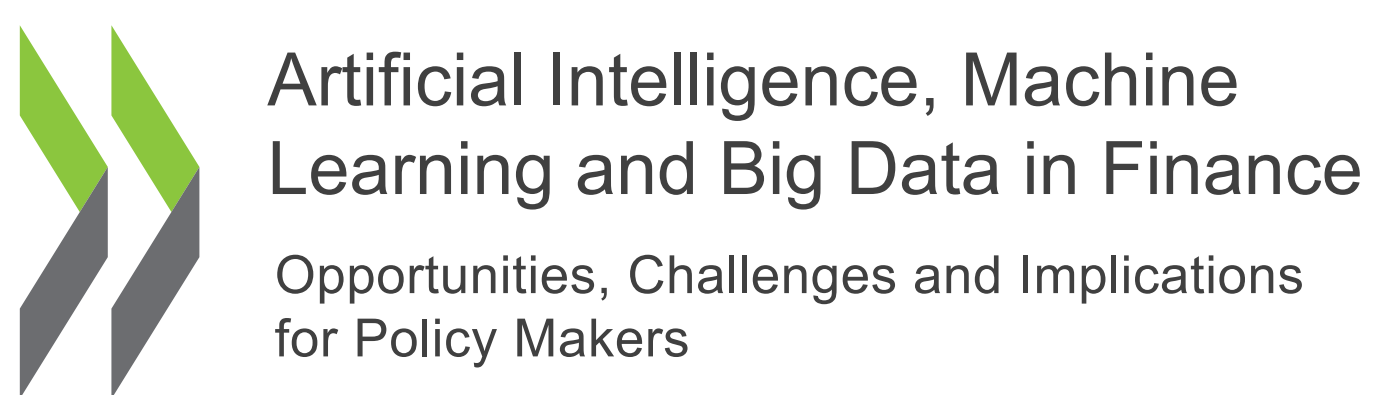 Artificial Intelligence, Machine
Learning and Big Data in Finance
Opportunities, Challenges and Implications
for Policy Makers